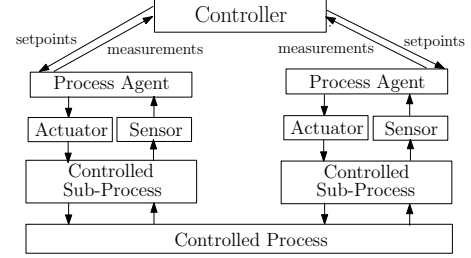 Controller
setpoints
measurements
measurements
setpoints
Process Agent
Process Agent
Actuator
Sensor
Actuator
Sensor
Controlled
Sub-Process
Controlled
Sub-Process
Controlled Process